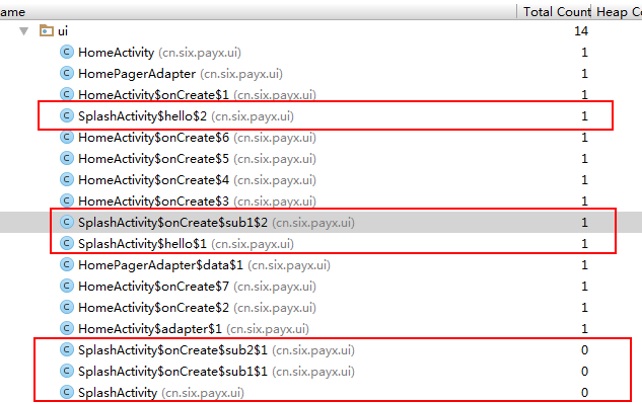 ame Total Count Heap Co
ui 14
HomeActivity (cn.six.payx.ui) 1
HomePagerAdapter (cn.six.payx.ui) 1
HomeActivity$onCreate$1 (cn.six.payx.ui) 1
SplashActivity$hello$2 (cn.six.payx.ui) 1
HomeActivity$onCreate$6 (cn.six.payx.ui) 1
HomeActivity$onCreate$5 (cn.six.payx.ui) 1
HomeActivity$onCreate$4 (cn.six.payx.ui) 1
HomeActivity$onCreate$3 (cn.six.payx.ui) 1
SplashActivity$onCreate$sub1$2 (cn.six.payx.ui) 1
SplashActivity$hello$1 (cn.six.payx.ui) 1
HomePagerAdapter$data$1 (cn.six.payx.ui) 1
HomeActivity$onCreate$7 (cn.six.payx.ui) 1
HomeActivity$onCreate$2 (cn.six.payx.ui) 1
HomeActivity$adapter$1 (cn.six.payx.ui) 1
SplashActivity$onCreate$sub2$1 (cn.six.payx.ui) 0
SplashActivity$onCreate$sub1$1 (cn.six.payx.ui) 0
SplashActivity (cn.six.payx.ui) 0